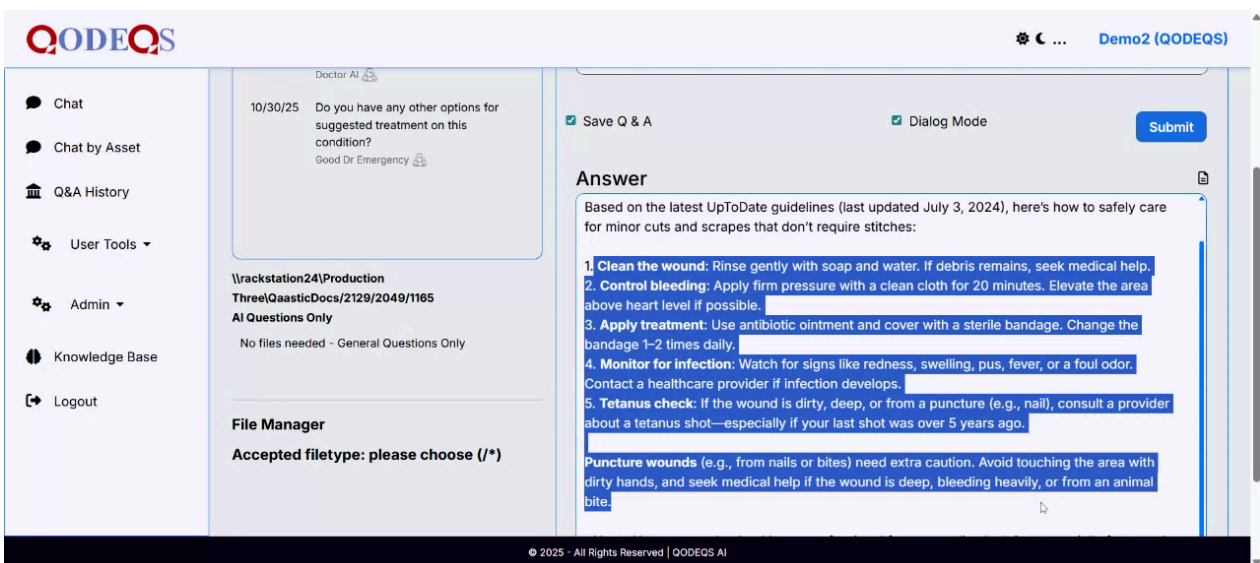 QODEQS
...
Demo2 (QODEQS)
Chat
Chat by Asset
Q&A History
User Tools
Admin
Knowledge Base
Logout
Doctor AI
10/30/25
Do you have any other options for
suggested treatment on this
condition?
Good Dr Emergency
\\rackstation24\Production
Three\QaasticDocs/2129/2049/1165
AI Questions Only
No files needed - General Questions Only
File Manager
Accepted filetype: please choose (/*)
Save Q & A
Dialog Mode
Submit
Answer
Based on the latest UpToDate guidelines (last updated July 3, 2024), here's how to safely care
for minor cuts and scrapes that don't require stitches:
1. Clean the wound: Rinse gently with soap and water. If debris remains, seek medical help.
2. Control bleeding: Apply firm pressure with a clean cloth for 20 minutes. Elevate the area
above heart level if possible.
3. Apply treatment: Use antibiotic ointment and cover with a sterile bandage. Change the
bandage 1–2 times daily.
4. Monitor for infection: Watch for signs like redness, swelling, pus, fever, or a foul odor.
Contact a healthcare provider if infection develops.
5. Tetanus check: If the wound is dirty, deep, or from a puncture (e.g., nail), consult a provider
about a tetanus shot—especially if your last shot was over 5 years ago.
Puncture wounds (e.g., from nails or bites) need extra caution. Avoid touching the area with
dirty hands, and seek medical help if the wound is deep, bleeding heavily, or from an animal
bite.
© 2025 - All Rights Reserved | QODEQS AI